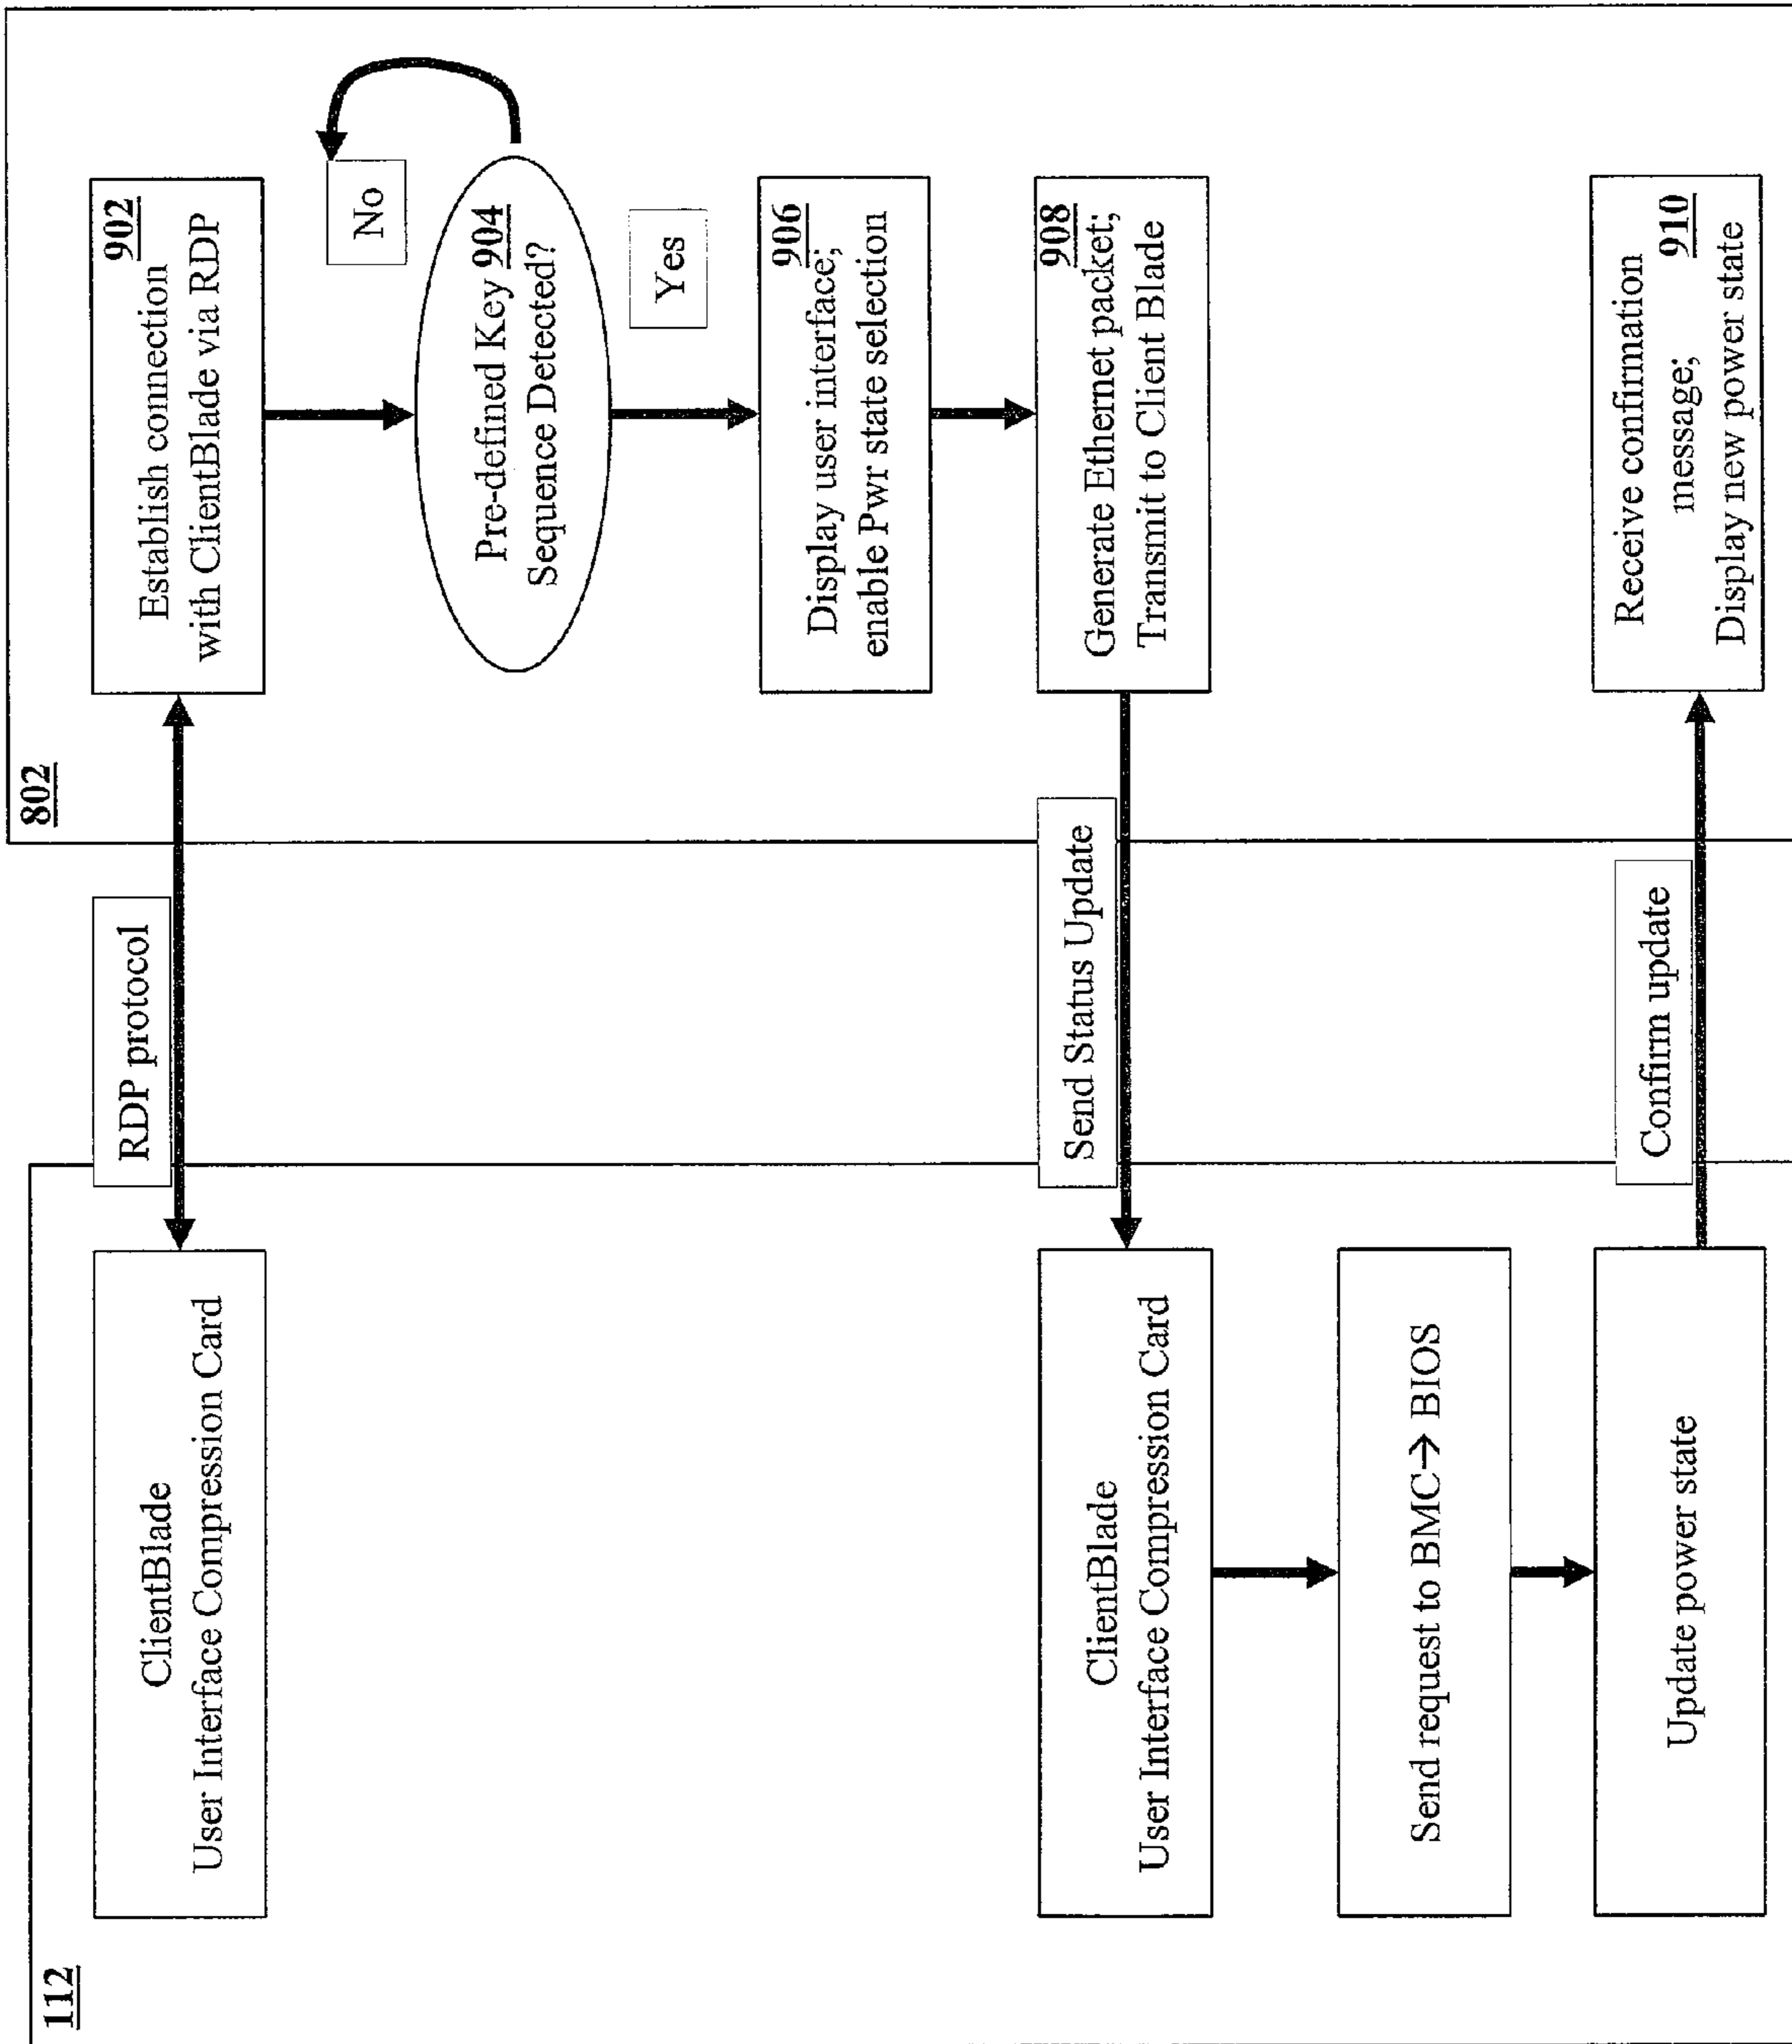 112
ClientBlade
User Interface Compression Card
RDP protocol
802
902
Establish connection
with ClientBlade via RDP
No
Pre-defined Key 904
Sequence Detected?
Yes
906
Display user interface;
enable Pwr state selection
908
Generate Ethernet packet;
Transmit to Client Blade
Send Status Update
ClientBlade
User Interface Compression Card
Send request to BMC→ BIOS
Update power state
Confirm update
Receive confirmation
message; 910
Display new power state